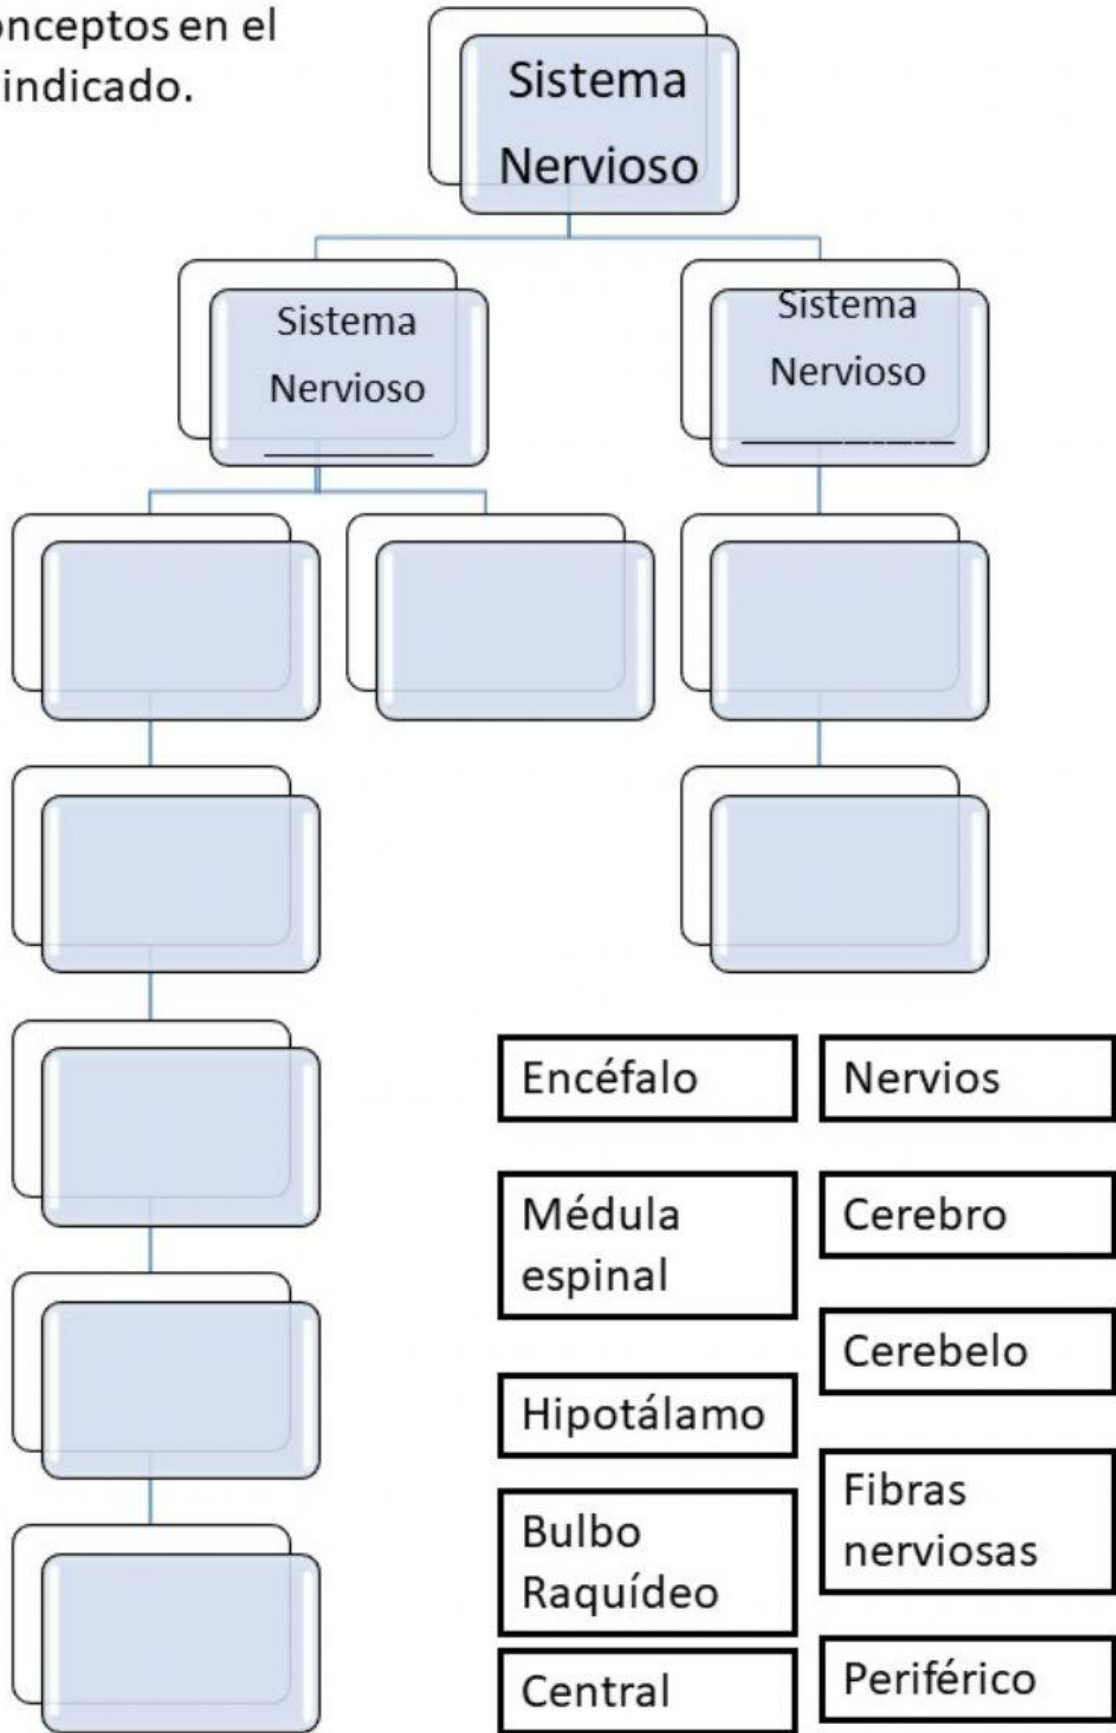 onceptos en el
indicado.
Sistema
Nervioso
Sistema
Nervioso
Sistema
Nervioso
Encéfalo
Nervios
Médula
espinal
Cerebro
Cerebelo
Hipotálamo
Fibras
nerviosas
Bulbo
Raquídeo
Central
Periférico